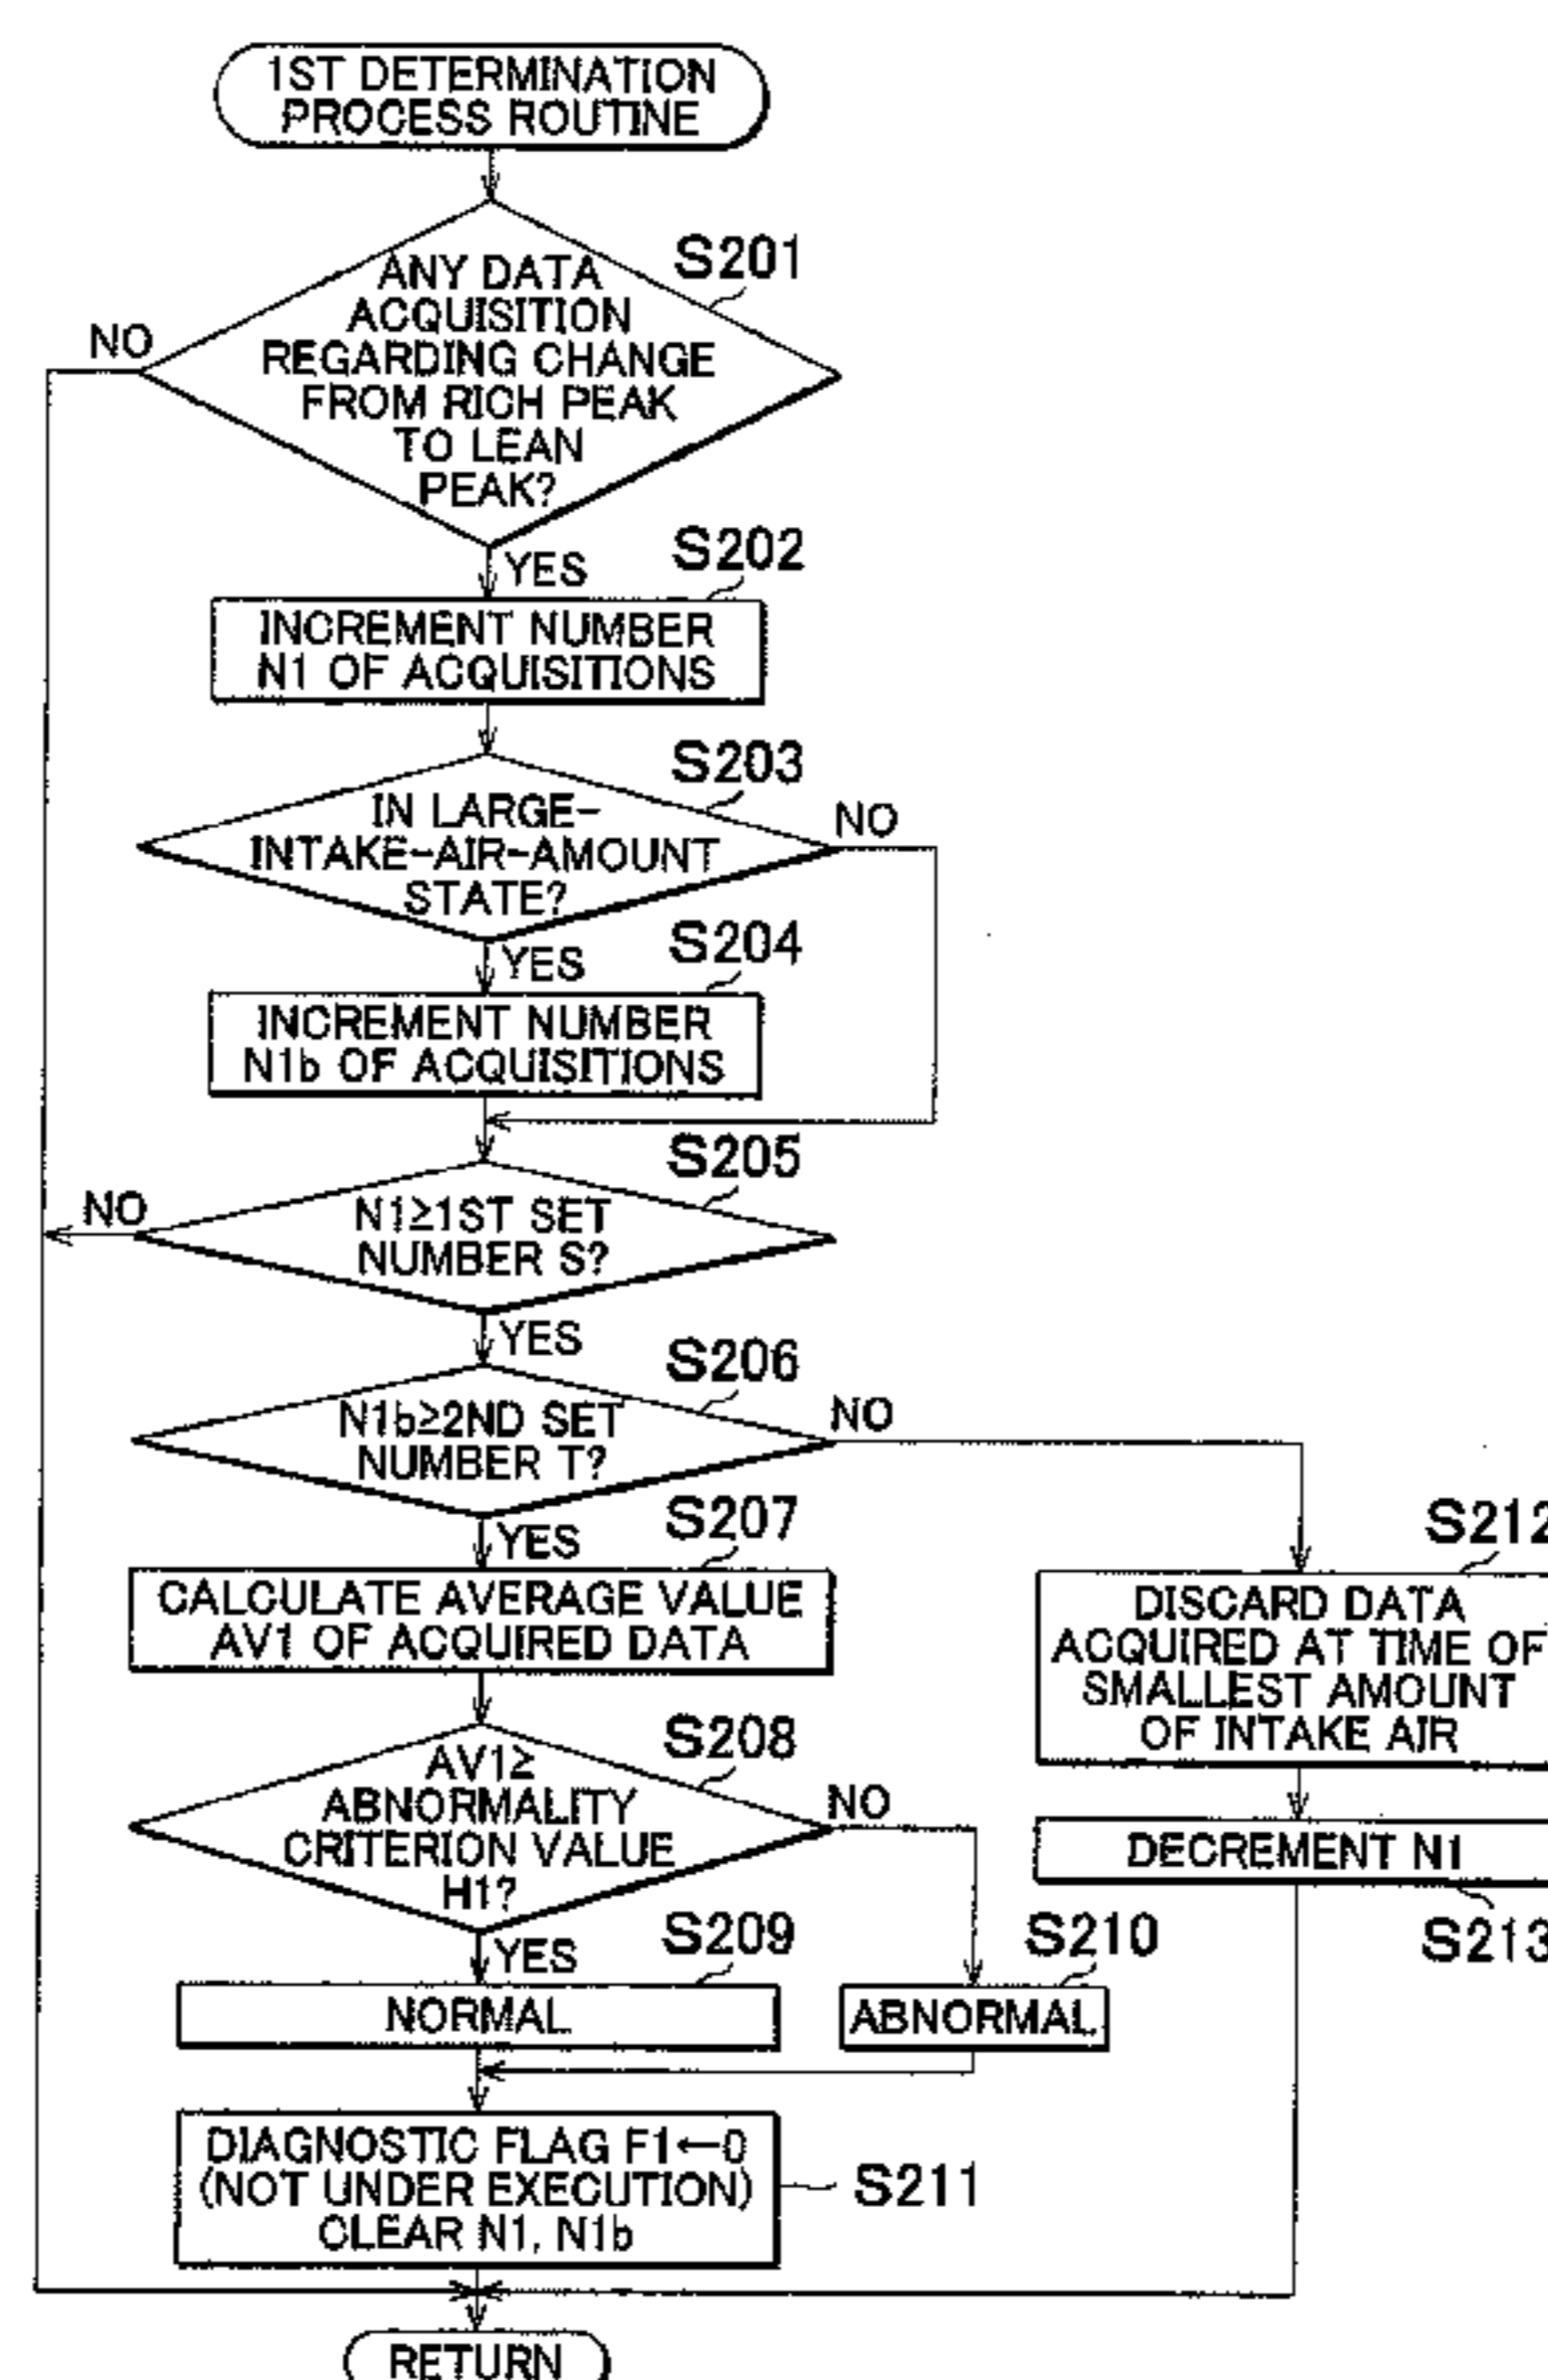 1ST DETERMINATION
PROCESS ROUTINE
S201
ANY DATA
ACQUISITION
REGARDING CHANGE
FROM RICH PEAK
TO LEAN
PEAK?
NO
YES
S202
INCREMENT NUMBER
N1 OF ACQUISITIONS
S203
IN LARGE-
INTAKE-AIR-AMOUNT
STATE?
NO
YES
S204
INCREMENT NUMBER
N1b OF ACQUISITIONS
S205
N1≥1ST SET
NUMBER S?
NO
YES
S206
N1b≥2ND SET
NUMBER T?
NO
YES
S207
CALCULATE AVERAGE VALUE
AV1 OF ACQUIRED DATA
S212
DISCARD DATA
ACQUIRED AT TIME OF
SMALLEST AMOUNT
OF INTAKE AIR
S208
AV1≥
ABNORMALITY
CRITERION VALUE
H1?
NO
YES
DECREMENT N1
S213
S209
NORMAL
S210
ABNORMAL
DIAGNOSTIC FLAG F1←0
(NOT UNDER EXECUTION)
CLEAR N1, N1b
S211
RETURN